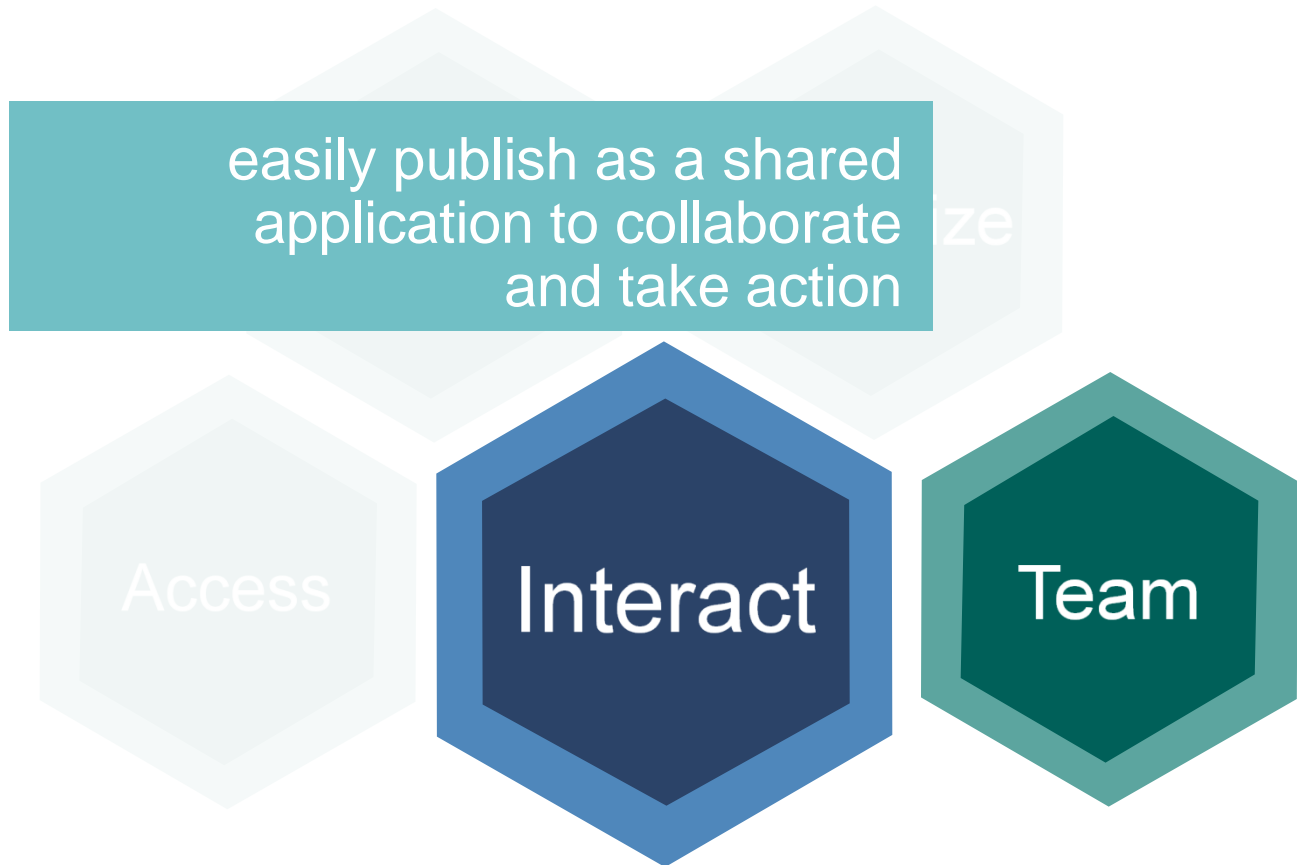 easily publish as a shared
application to collaborate
and take action
Access
Interact
Team